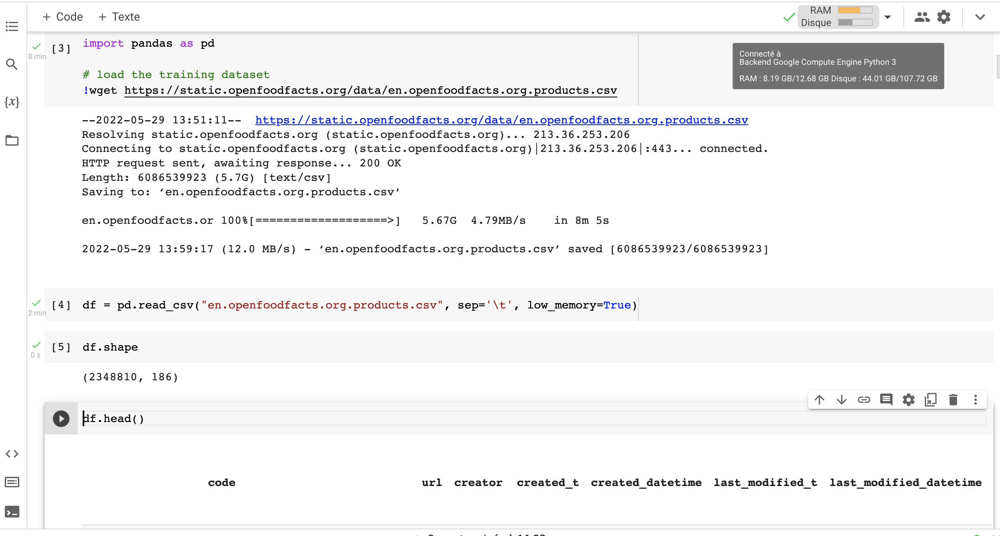 + Code + Texte
RAM
Disque
Connecté à
Backend Google Compute Engine Python 3
RAM : 8.19 GB/12.68 GB Disque : 44.01 GB/107.72 GB
{x}
8 min
[3] import pandas as pd
# load the training dataset
!wget https://static.openfoodfacts.org/data/en.openfoodfacts.org.products.csv
--2022-05-29 13:51:11-- https://static.openfoodfacts.org/data/en.openfoodfacts.org.products.csv
Resolving static.openfoodfacts.org (static.openfoodfacts.org)... 213.36.253.206
Connecting to static.openfoodfacts.org (static.openfoodfacts.org)|213.36.253.206|:443... connected.
HTTP request sent, awaiting response... 200 OK
Length: 6086539923 (5.7G) [text/csv]
Saving to: ‘en.openfoodfacts.org.products.csv’
en.openfoodfacts.or 100%[===================>] 5.67G 4.79MB/s in 8m 5s
2022-05-29 13:59:17 (12.0 MB/s) - ‘en.openfoodfacts.org.products.csv’ saved [6086539923/6086539923]
2 min
[4] df = pd.read_csv("en.openfoodfacts.org.products.csv", sep='\t', low_memory=True)
0 s
[5] df.shape
(2348810, 186)
df.head()
code url creator created_t created_datetime last_modified_t last_modified_datetime